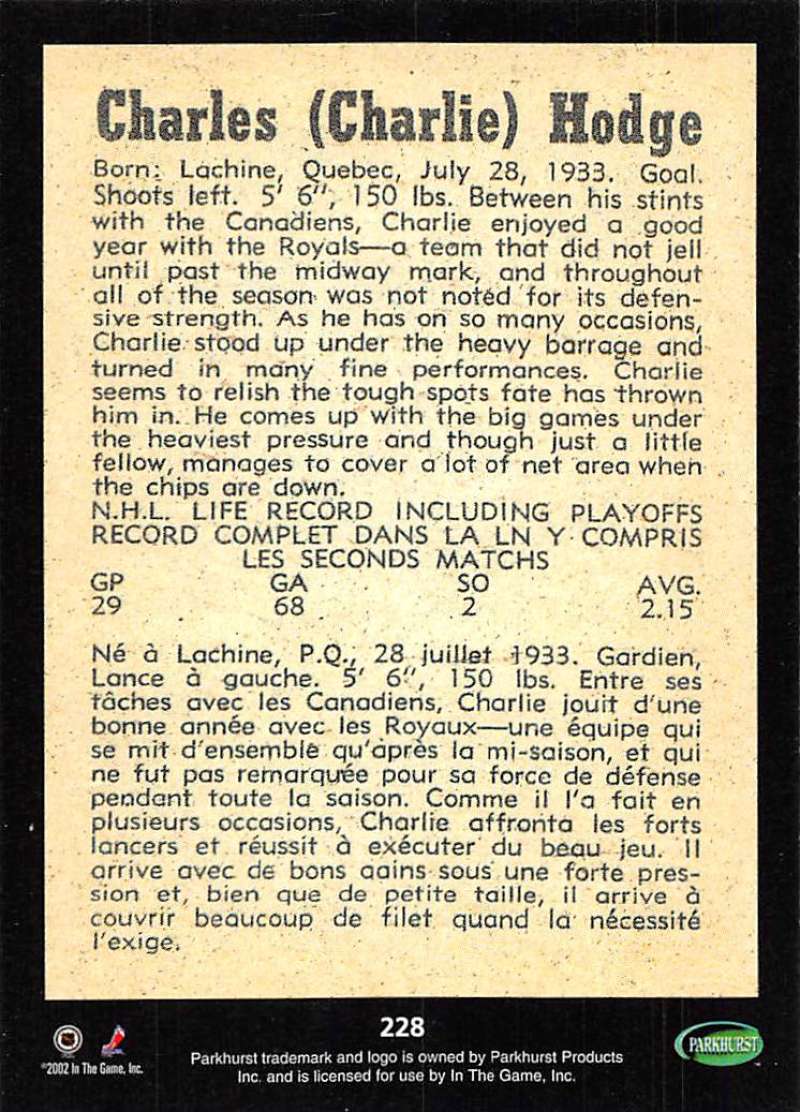 Charles (Charlie) Hodge
Born: Lachine, Quebec, July 28, 1933. Goal.
Shoots left. 5' 6", 150 lbs. Between his stints
with the Canadiens, Charlie enjoyed a good
year with the Royals—a team that did not jell
until past the midway mark, and throughout
all of the season was not noted for its defen-
sive strength. As he has on so many occasions,
Charlie stood up under the heavy barrage and
turned in many fine performances. Charlie
seems to relish the tough spots fate has thrown
him in. He comes up with the big games under
the heaviest pressure and though just a little
fellow, manages to cover a lot of net area when
the chips are down.
N.H.L. LIFE RECORD INCLUDING PLAYOFFS
RECORD COMPLET DANS LA LN Y COMPRIS
LES SECONDS MATCHS
GP GA SO AVG.
29 68 2 2.15
Né à Lachine, P.Q., 28 juillet 1933. Gardien,
Lance à gauche. 5' 6", 150 lbs. Entre ses
tâches avec les Canadiens, Charlie jouit d'une
bonne année avec les Royaux—une équipe qui
se mit d'ensemble qu'après la mi-saison, et qui
ne fut pas remarquée pour sa force de défense
pendant toute la saison. Comme il l'a fait en
plusieurs occasions, Charlie affronta les forts
lancers et réussit à exécuter du beau jeu. Il
arrive avec de bons gains sous une forte pres-
sion et, bien que de petite taille, il arrive à
couvrir beaucoup de filet quand la nécessité
l'exige.
228
©2002 In The Game, Inc.
Parkhurst trademark and logo is owned by Parkhurst Products
Inc. and is licensed for use by In The Game, Inc.
PARKHURST